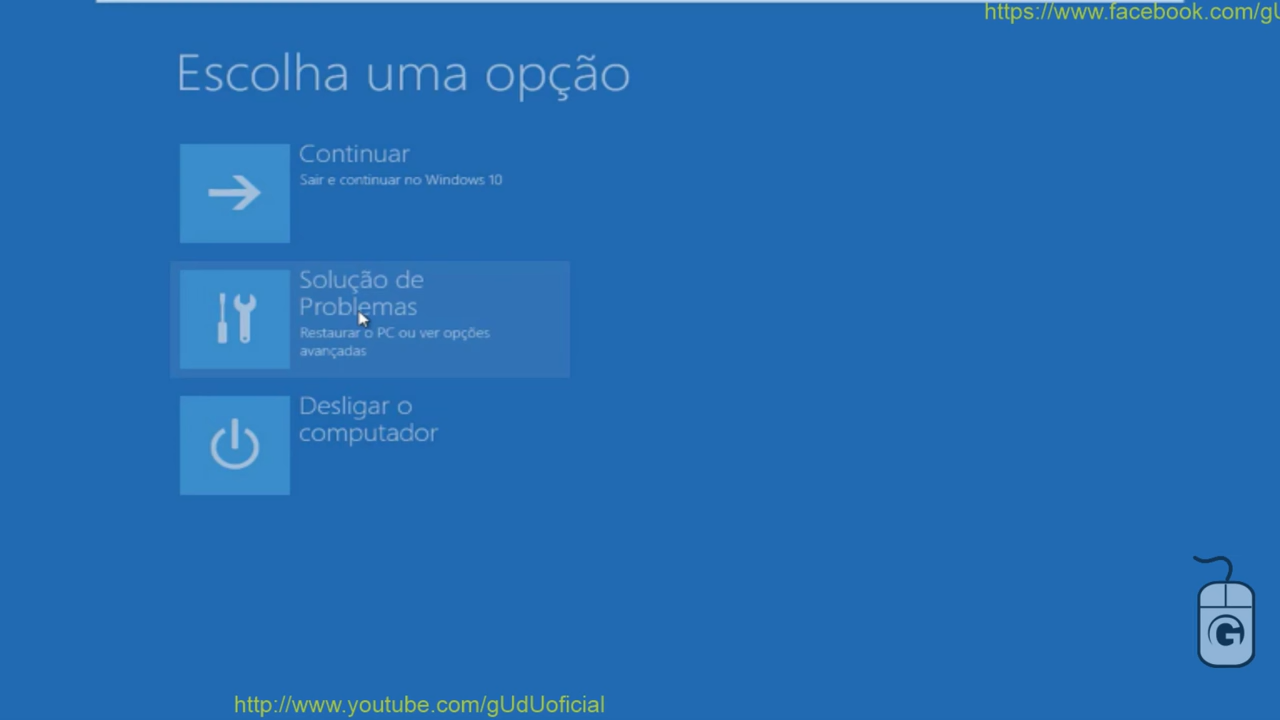 https://www.facebook.com/gU
Escolha uma opção
Continuar
Sair e continuar no Windows 10
Solução de
Problemas
Restaurar o PC ou ver opções
avançadas
Desligar o
computador
G
http://www.youtube.com/gUdUoficial